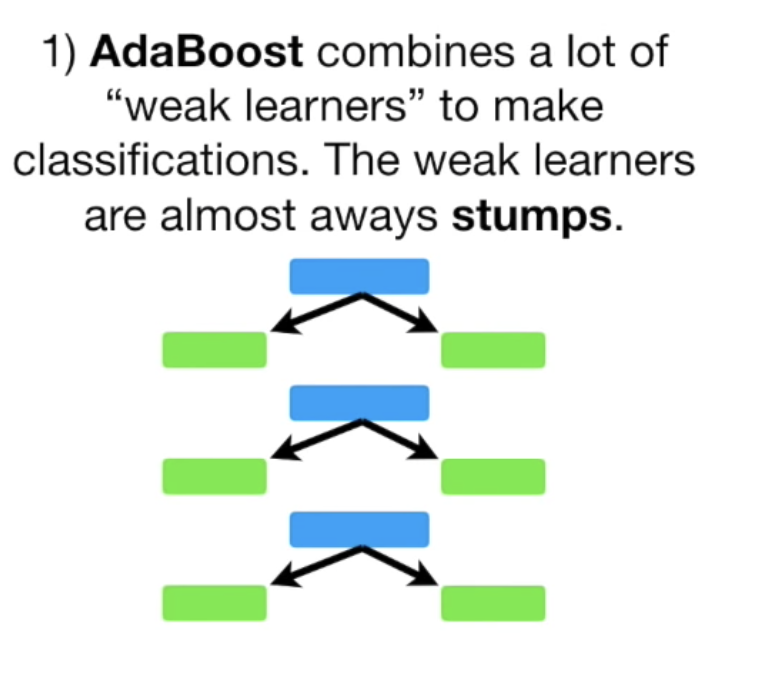 1) AdaBoost combines a lot of
“weak learners” to make
classifications. The weak learners
are almost aways stumps.